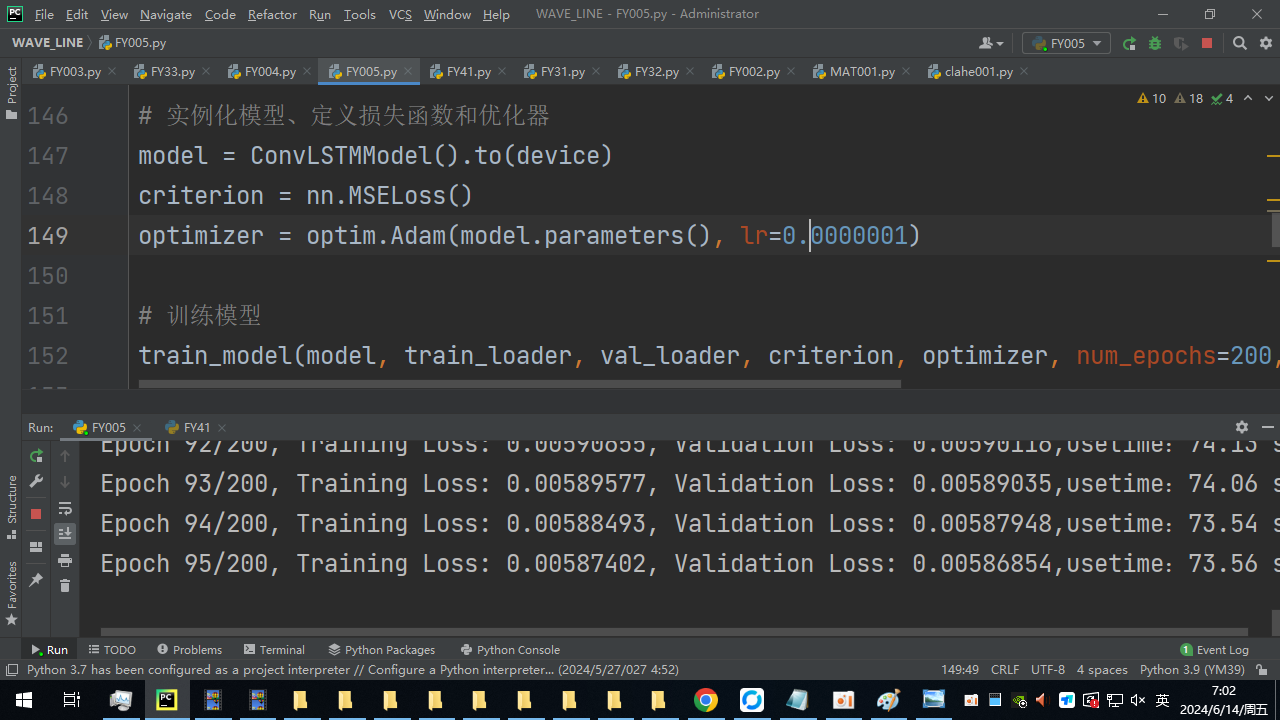 File Edit View Navigate Code Refactor Run Tools VCS Window Help WAVE_LINE - FY005.py - Administrator
WAVE_LINE FY005.py FY005
Project
FY003.py FY33.py FY004.py FY005.py FY41.py FY31.py FY32.py FY002.py MAT001.py clahe001.py
10 18 4
146 # 实例化模型、定义损失函数和优化器
147 model = ConvLSTMModel().to(device)
148 criterion = nn.MSELoss()
149 optimizer = optim.Adam(model.parameters(), lr=0.0000001)
150
151 # 训练模型
152 train_model(model, train_loader, val_loader, criterion, optimizer, num_epochs=200,
Run: FY005 FY41
Epoch 92/200, Training Loss: 0.00590655, Validation Loss: 0.00590116,usetime：74.13 s
Epoch 93/200, Training Loss: 0.00589577, Validation Loss: 0.00589035,usetime：74.06 s
Epoch 94/200, Training Loss: 0.00588493, Validation Loss: 0.00587948,usetime：73.54 s
Epoch 95/200, Training Loss: 0.00587402, Validation Loss: 0.00586854,usetime：73.56 s
Structure
Favorites
Run TODO Problems Terminal Python Packages Python Console 1 Event Log
Python 3.7 has been configured as a project interpreter // Configure a Python interpreter... (2024/5/27/027 4:52) 149:49 CRLF UTF-8 4 spaces Python 3.9 (YM39)
英
7:02
2024/6/14/周五